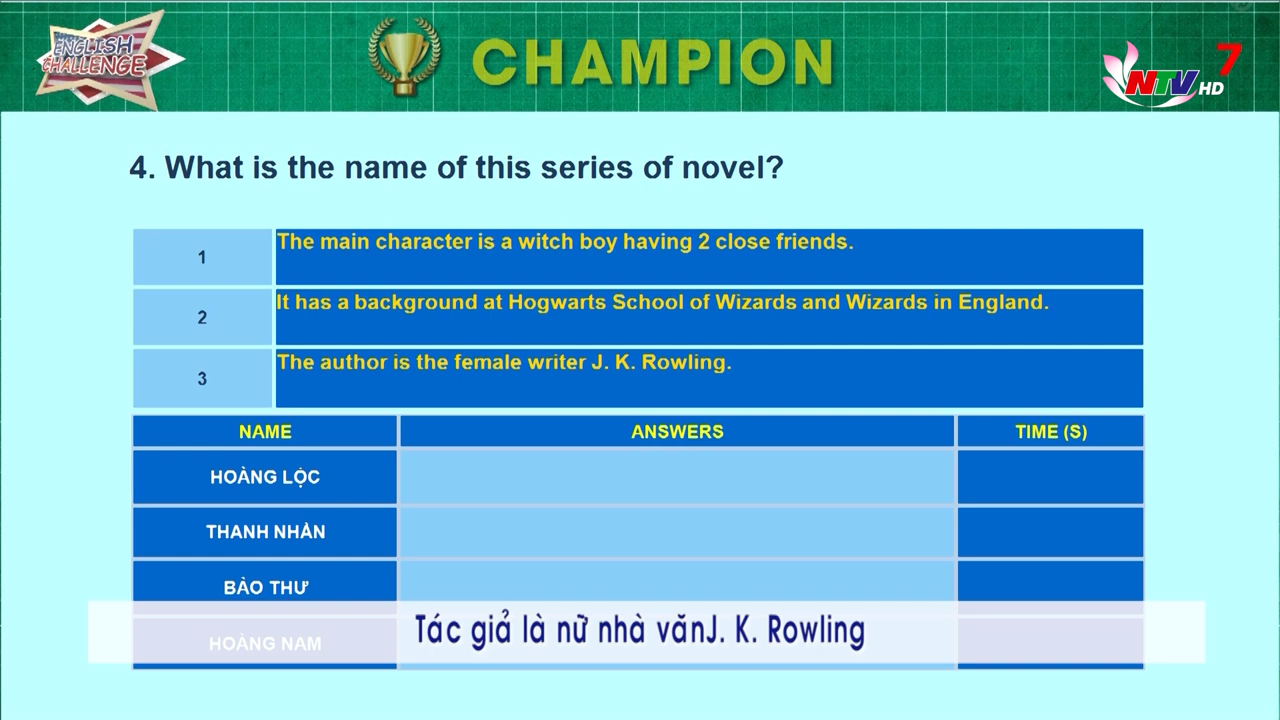 ENGLISH
CHALLENGE
CHAMPION
7
NTV HD
4. What is the name of this series of novel?
1
The main character is a witch boy having 2 close friends.
2
It has a background at Hogwarts School of Wizards and Wizards in England.
3
The author is the female writer J. K. Rowling.
NAME
ANSWERS
TIME (S)
HOÀNG LỘC
THANH NHÀN
BẢO THƯ
HOÀNG NAM
Tác giả là nữ nhà vănJ. K. Rowling